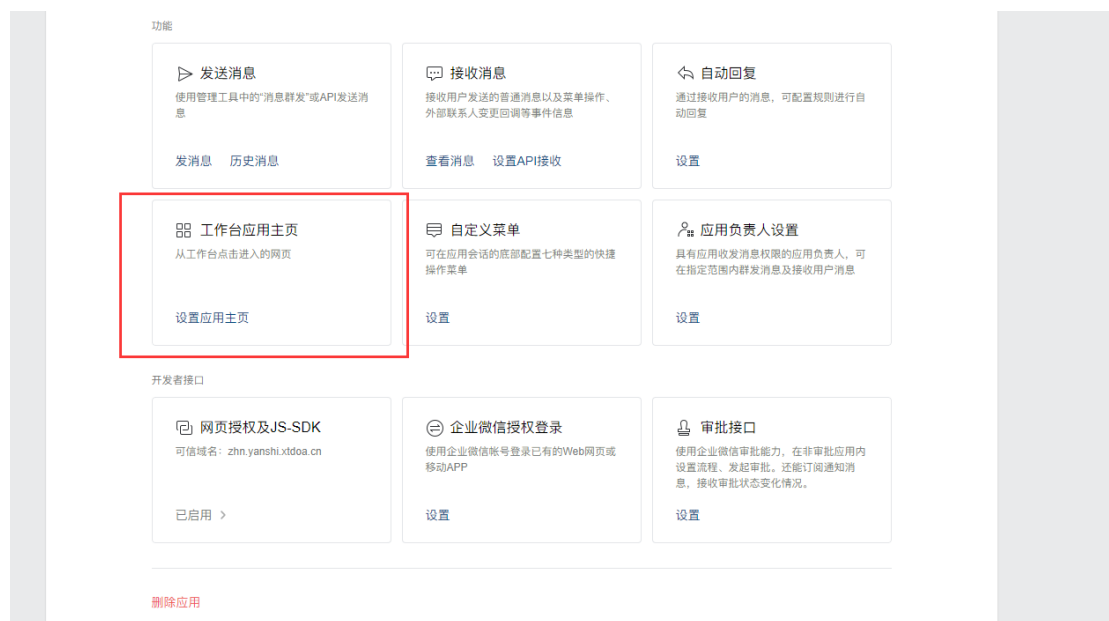 功能
发送消息
使用管理工具中的“消息群发”或API发送消
息
发消息 历史消息
接收消息
接收用户发送的普通消息以及菜单操作、
外部联系人变更回调等事件信息
查看消息 设置API接收
自动回复
通过接收用户的消息，可配置规则进行自
动回复
设置
工作台应用主页
从工作台点击进入的网页
设置应用主页
自定义菜单
可在应用会话的底部配置七种类型的快捷
操作菜单
设置
应用负责人设置
具有应用收发消息权限的应用负责人，可
在指定范围内群发消息及接收用户消息
设置
开发者接口
网页授权及JS-SDK
可信域名：zhn.yanshi.xtdoa.cn
已启用
企业微信授权登录
使用企业微信帐号登录已有的Web网页或
移动APP
设置
审批接口
使用企业微信审批能力，在非审批应用内
设置流程、发起审批。还能订阅通知消
息，接收审批状态变化情况。
设置
删除应用